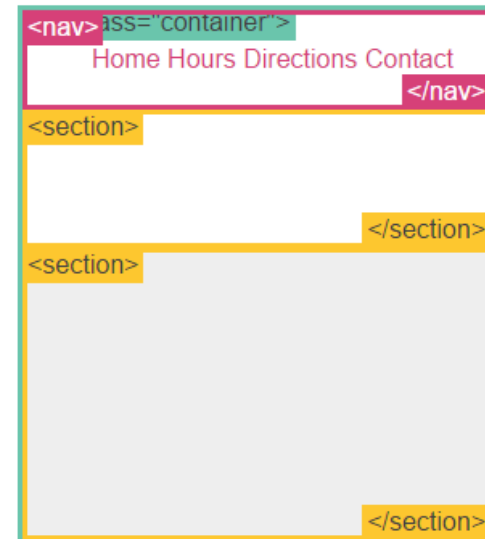 <nav> ass="container">
Home Hours Directions Contact
</nav>
<section>
</section>
<section>
</section>